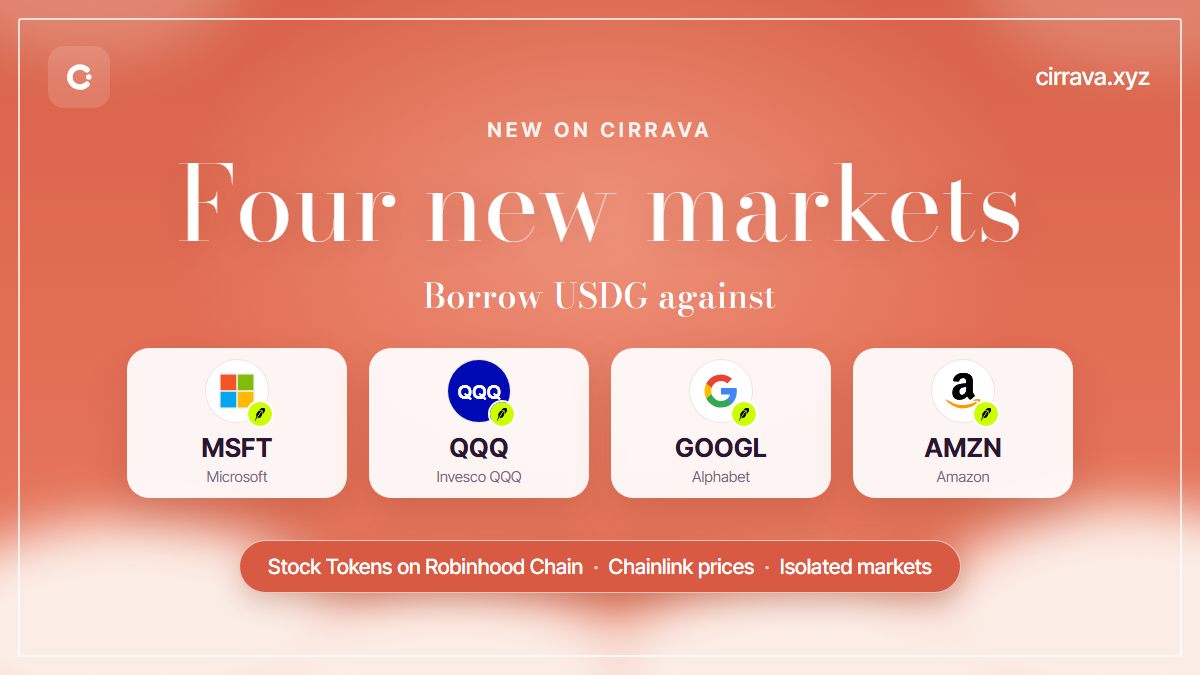 cirrava.xyz
NEW ON CIRRAVA
Four new markets
Borrow USDG against
QQQ
a
MSFT
Microsoft
QQQ
Invesco QQQ
GOOGL
Alphabet
AMZN
Amazon
Stock Tokens on Robinhood Chain · Chainlink prices · Isolated markets